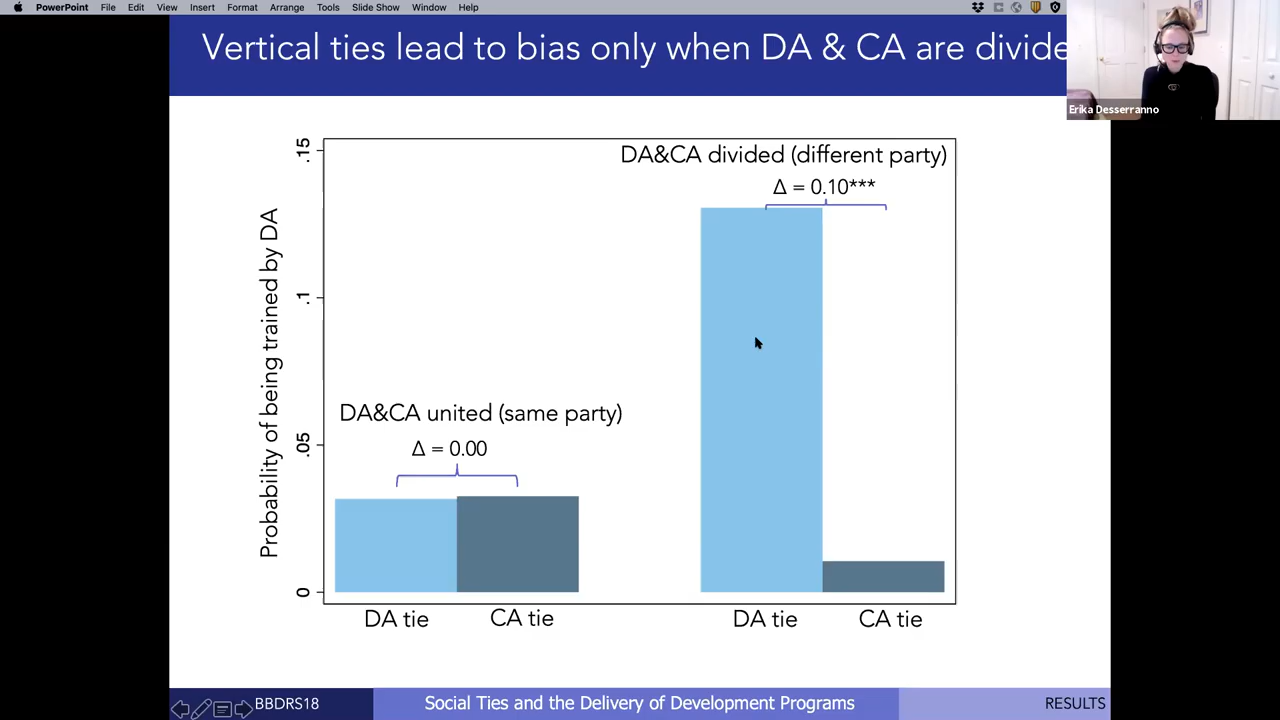 PowerPoint File Edit View Insert Format Arrange Tools Slide Show Window Help
Vertical ties lead to bias only when DA & CA are divide
Erika Desserranno
DA&CA divided (different party)
Δ = 0.10***
DA&CA united (same party)
Δ = 0.00
Probability of being trained by DA
.15
.1
.05
0
DA tie CA tie DA tie CA tie
BBDRS18 Social Ties and the Delivery of Development Programs RESULTS